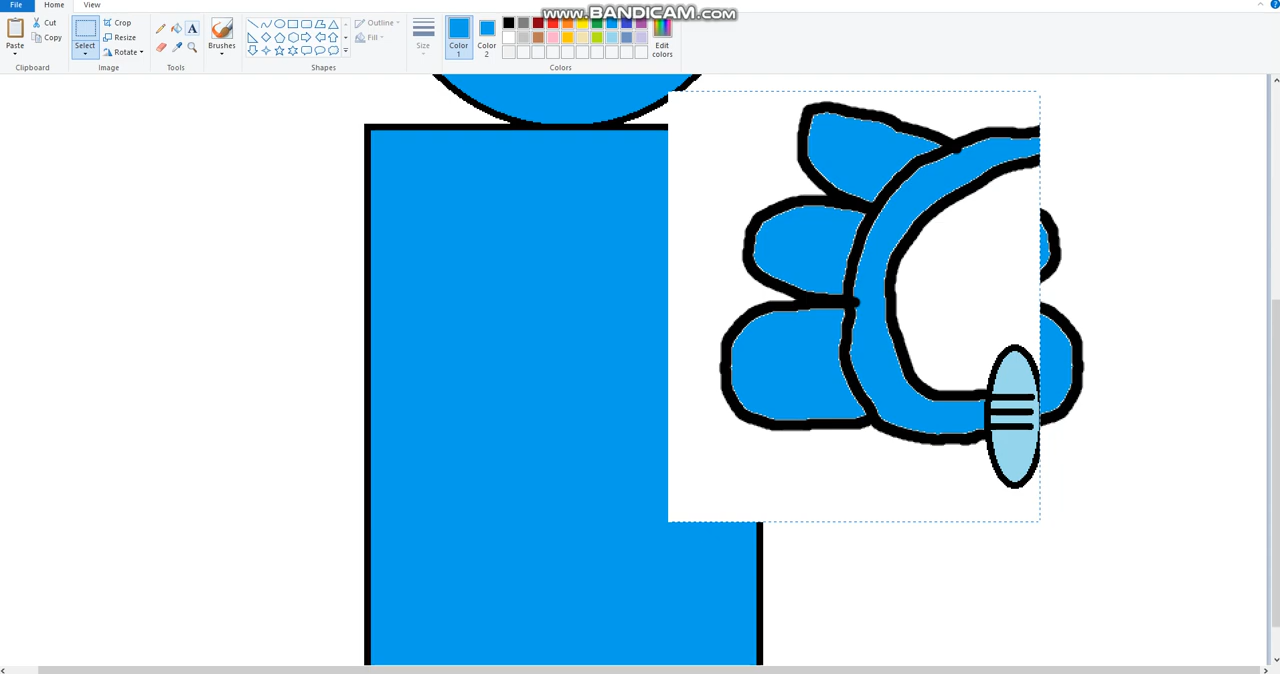 www.BANDICAM.com
File Home View
Paste
Cut
Copy
Clipboard
Select
Crop
Resize
Rotate
Image
A
Tools
Brushes
Outline
Fill
Shapes
Size
Color
1
Color
2
Edit
colors
Colors